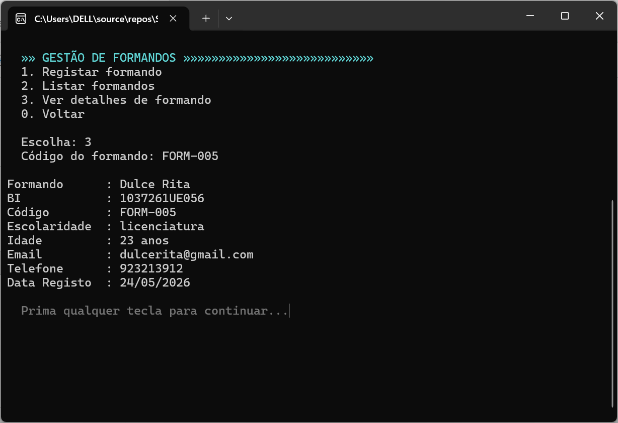 C:\Users\DELL\source\repos\S
»» GESTÃO DE FORMANDOS »»»»»»»»»»»»»»»»»»»»»»»»»»»
1. Registar formando
2. Listar formandos
3. Ver detalhes de formando
0. Voltar
Escolha: 3
Código do formando: FORM-005
Formando : Dulce Rita
BI : 1037261UE056
Código : FORM-005
Escolaridade : licenciatura
Idade : 23 anos
Email : dulcerita@gmail.com
Telefone : 923213912
Data Registo : 24/05/2026
Prima qualquer tecla para continuar...